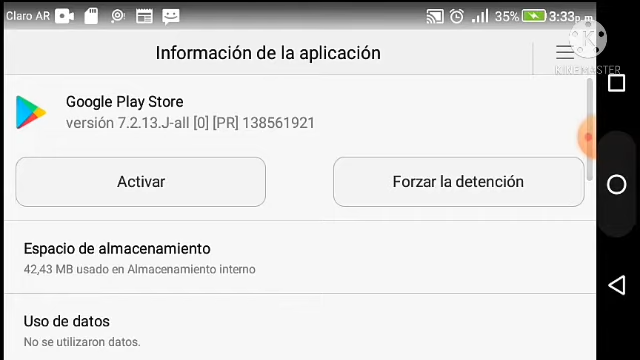 Claro AR
35%
3:33p.m.
Información de la aplicación
KINEMASTER
Google Play Store
versión 7.2.13.J-all [0] [PR] 138561921
Activar
Forzar la detención
Espacio de almacenamiento
42,43 MB usado en Almacenamiento interno
Uso de datos
No se utilizaron datos.